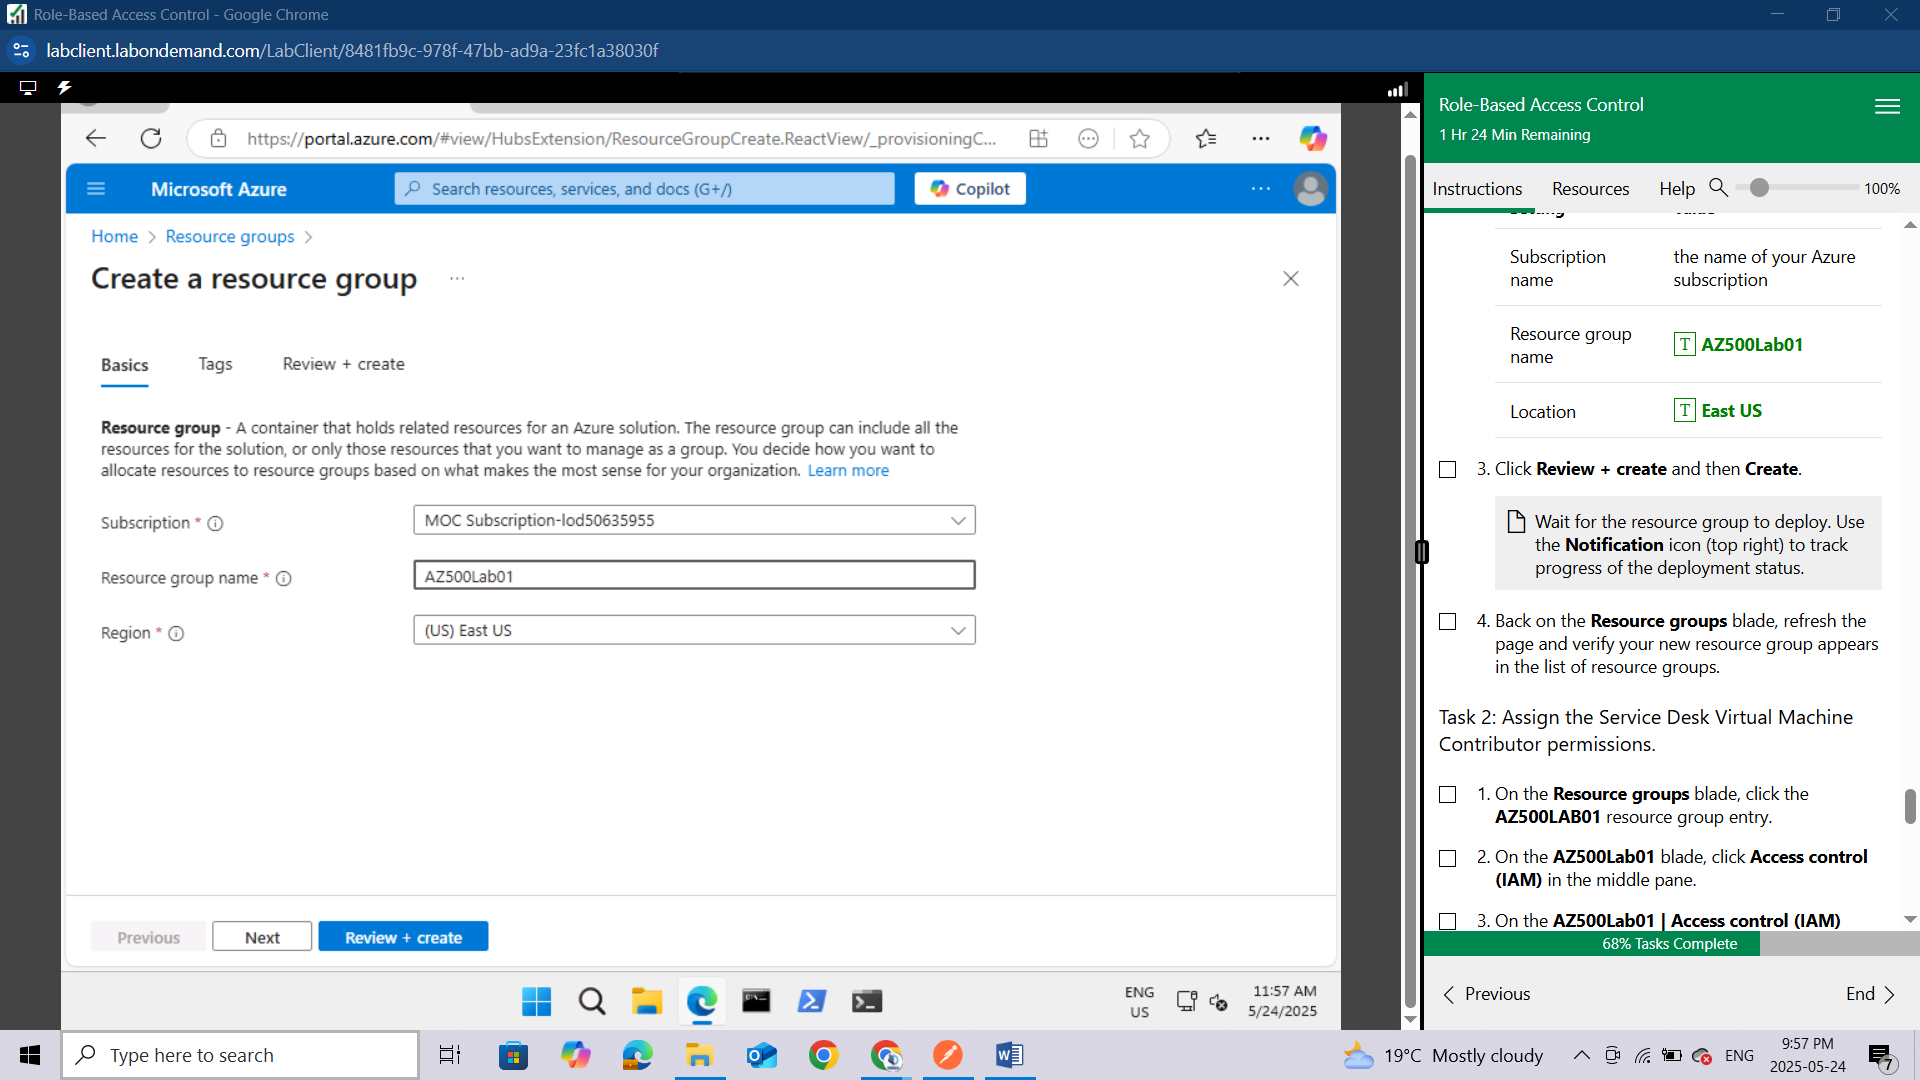 Role-Based Access Control - Google Chrome
labclient.labondemand.com/LabClient/8481fb9c-978f-47bb-ad9a-23fc1a38030f
https://portal.azure.com/#view/HubsExtension/ResourceGroupCreate.ReactView/_provisioningC...
Microsoft Azure
Search resources, services, and docs (G+/)
Copilot
Home > Resource groups >
Create a resource group
Basics
Tags
Review + create
Resource group - A container that holds related resources for an Azure solution. The resource group can include all the
resources for the solution, or only those resources that you want to manage as a group. You decide how you want to
allocate resources to resource groups based on what makes the most sense for your organization. Learn more
Subscription *
MOC Subscription-lod50635955
Resource group name *
AZ500Lab01
Region *
(US) East US
Previous
Next
Review + create
ENG
US
11:57 AM
5/24/2025
Role-Based Access Control
1 Hr 24 Min Remaining
Instructions
Resources
Help
100%
Subscription
name
the name of your Azure
subscription
Resource group
name
T AZ500Lab01
Location
T East US
3. Click Review + create and then Create.
Wait for the resource group to deploy. Use
the Notification icon (top right) to track
progress of the deployment status.
4. Back on the Resource groups blade, refresh the
page and verify your new resource group appears
in the list of resource groups.
Task 2: Assign the Service Desk Virtual Machine
Contributor permissions.
1. On the Resource groups blade, click the
AZ500LAB01 resource group entry.
2. On the AZ500Lab01 blade, click Access control
(IAM) in the middle pane.
3. On the AZ500Lab01 | Access control (IAM)
68% Tasks Complete
Previous
End
Type here to search
19°C Mostly cloudy
ENG
9:57 PM
2025-05-24
7